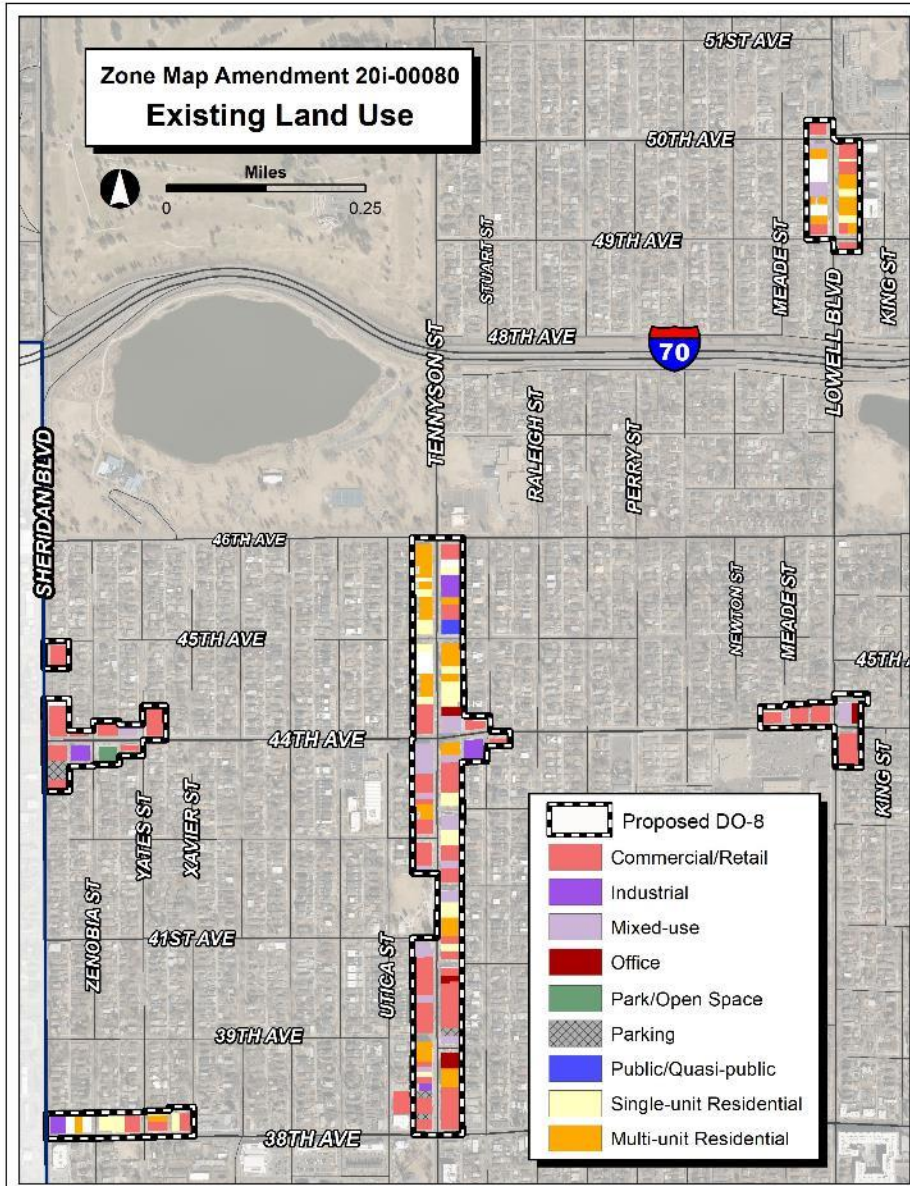 Zone Map Amendment 20i-00080
Existing Land Use
Miles
0 0.25
51ST AVE
50TH AVE
49TH AVE
STUART ST
MEADE ST
KING ST
LOWELL BLVD
48TH AVE
70
TENNYSON ST
RALEIGH ST
PERRY ST
SHERIDAN BLVD
46TH AVE
45TH AVE
NEWTON ST
MEADE ST
45TH A
44TH AVE
KING ST
YATES ST
XAVIER ST
ZENOBIA ST
41ST AVE
UTICA ST
39TH AVE
38TH AVE
Proposed DO-8
Commercial/Retail
Industrial
Mixed-use
Office
Park/Open Space
Parking
Public/Quasi-public
Single-unit Residential
Multi-unit Residential